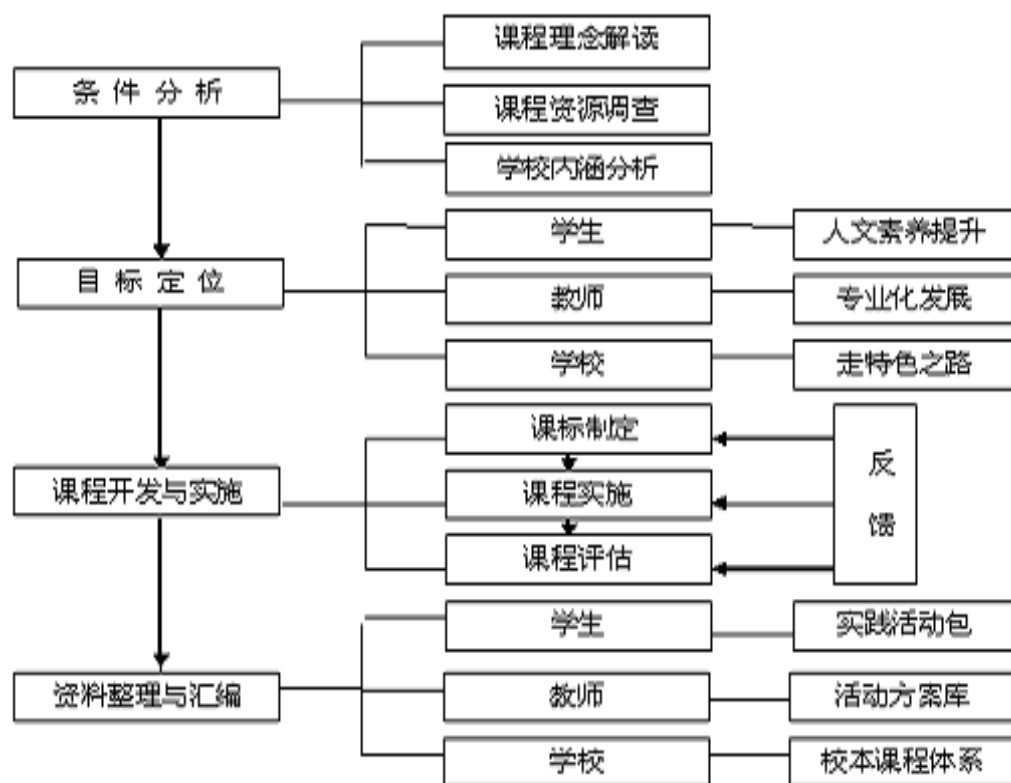 课程理念解读
条件分析
课程资源调查
学校内涵分析
学生
人文素养提升
目标定位
教师
专业化发展
学校
走特色之路
课标制定
反
馈
课程开发与实施
课程实施
课程评估
学生
实践活动包
资料整理与汇编
教师
活动方案库
学校
校本课程体系